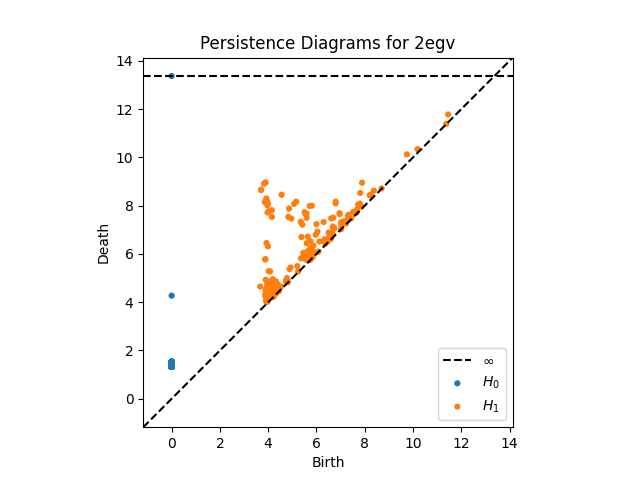 Persistence Diagrams for 2egv
14
12
10
8
6
4
2
0
Death
∞
H₀
H₁
0 2 4 6 8 10 12 14
Birth